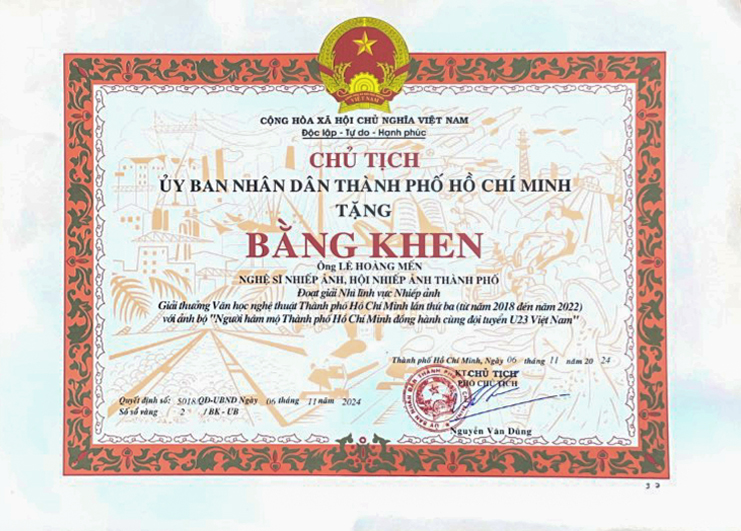 VIỆT NAM
CỘNG HÒA XÃ HỘI CHỦ NGHĨA VIỆT NAM
Độc lập - Tự do - Hạnh phúc
CHỦ TỊCH
ỦY BAN NHÂN DÂN THÀNH PHỐ HỒ CHÍ MINH
TẶNG
BẰNG KHEN
Ông LÊ HOÀNG MẾN
NGHỆ SĨ NHIẾP ẢNH, HỘI NHIẾP ẢNH THÀNH PHỐ
Đoạt giải Nhì lĩnh vực Nhiếp ảnh
Giải thưởng Văn học nghệ thuật Thành phố Hồ Chí Minh lần thứ ba (từ năm 2018 đến năm 2022)
với ảnh bộ "Người hâm mộ Thành phố Hồ Chí Minh đồng hành cùng đội tuyển U23 Việt Nam"
Thành phố Hồ Chí Minh, Ngày 06 tháng 11 năm 20 24
KT.CHỦ TỊCH
PHÓ CHỦ TỊCH
Quyết định số: 5018/QĐ-UBND Ngày 06 tháng 11 năm 2024
Số sổ vàng 2 / BK - UB
Nguyễn Văn Dũng